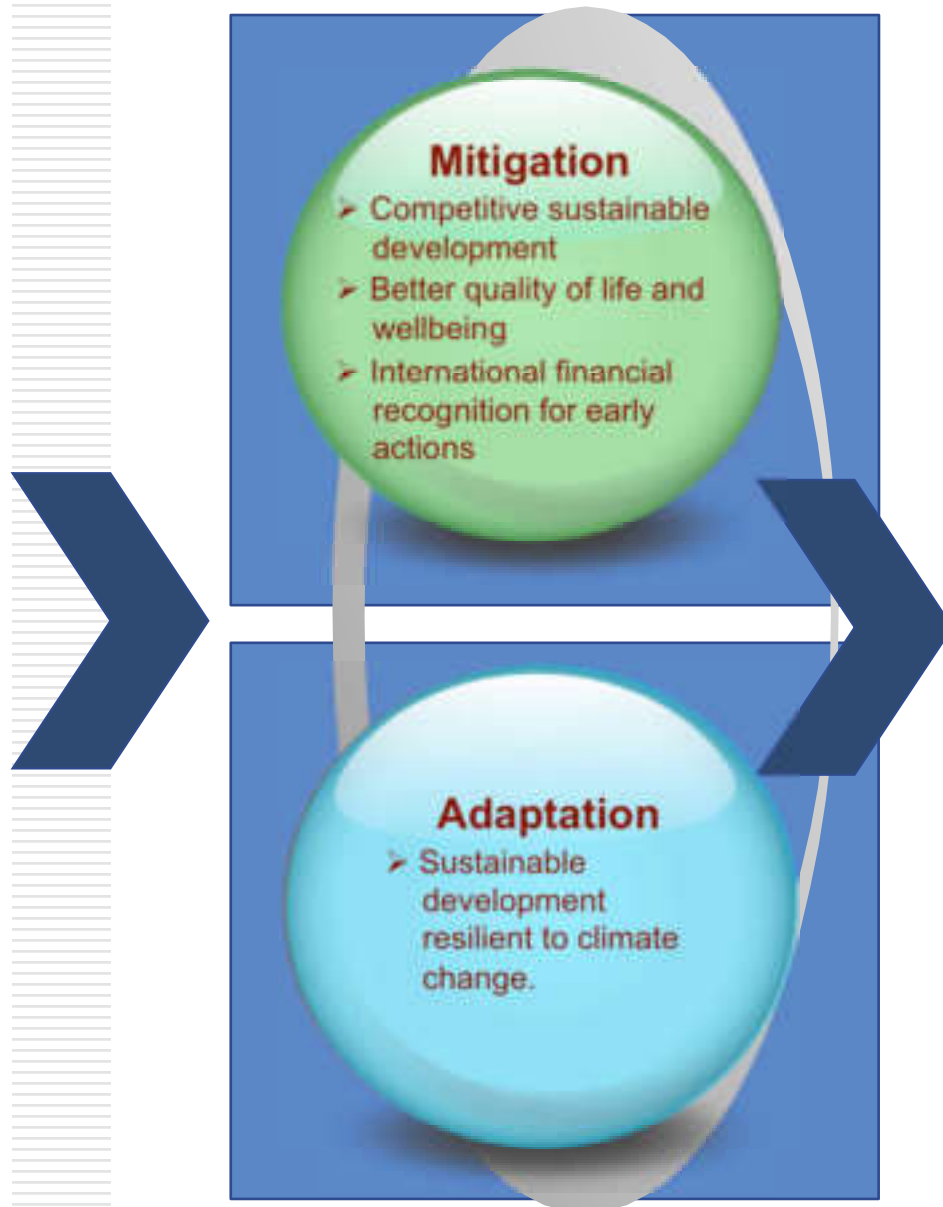 Mitigation
➢ Competitive sustainable
development
➢ Better quality of life and
wellbeing
➢ International financial
recognition for early
actions
Adaptation
➢ Sustainable
development
resilient to climate
change.